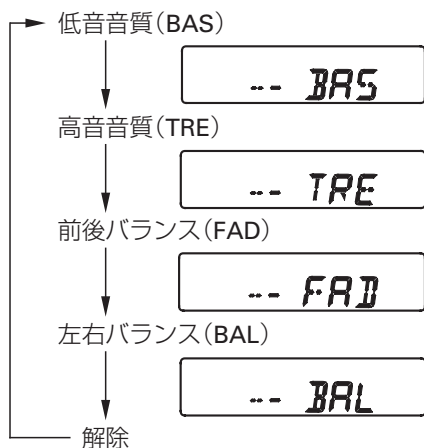 低音音質(BAS)
-- BAS
高音音質(TRE)
-- TRE
前後バランス(FAD)
-- FAD
左右バランス(BAL)
-- BAL
解除